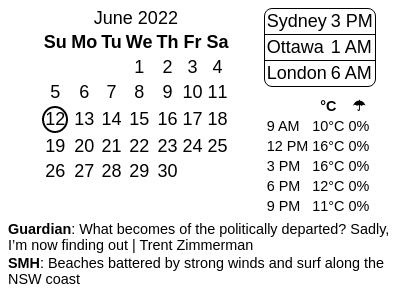 June 2022
Su Mo Tu We Th Fr Sa
1 2 3 4
5 6 7 8 9 10 11
12 13 14 15 16 17 18
19 20 21 22 23 24 25
26 27 28 29 30
Sydney 3 PM
Ottawa 1 AM
London 6 AM
°C ☂
9 AM 10°C 0%
12 PM 16°C 0%
3 PM 16°C 0%
6 PM 12°C 0%
9 PM 11°C 0%
Guardian: What becomes of the politically departed? Sadly,
I’m now finding out | Trent Zimmerman
SMH: Beaches battered by strong winds and surf along the
NSW coast